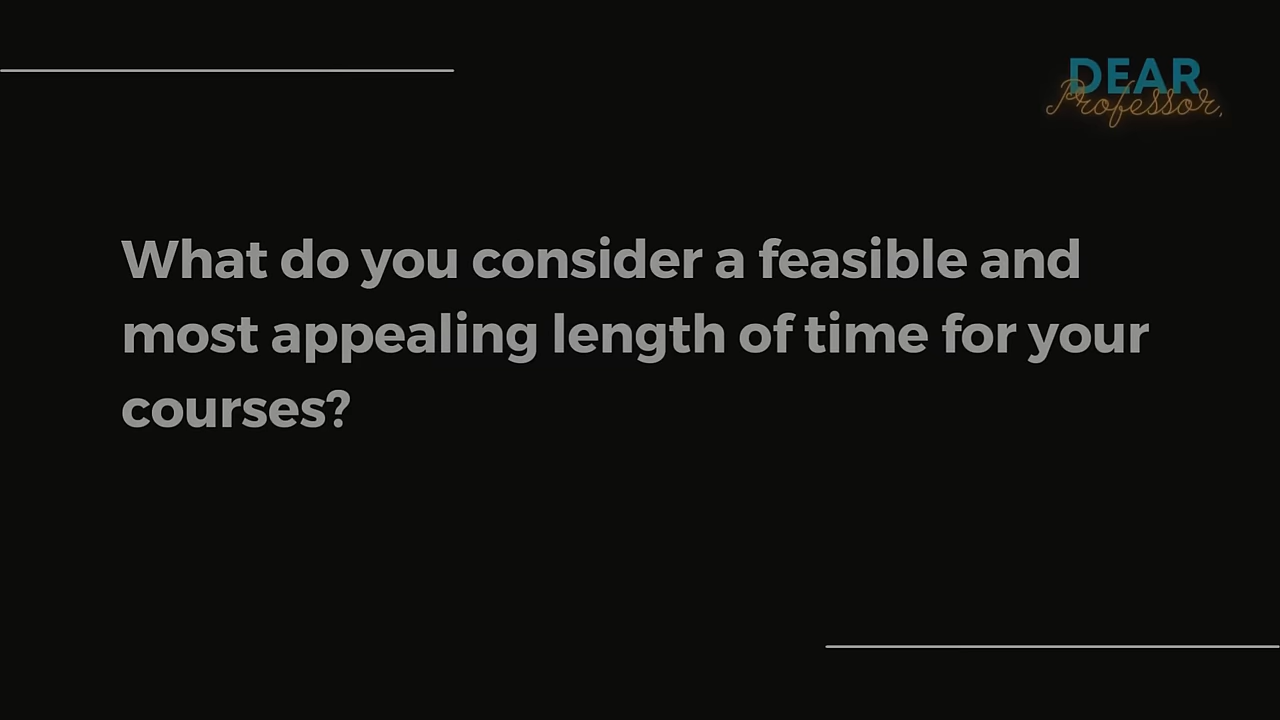 DEAR
Professor,
What do you consider a feasible and
most appealing length of time for your
courses?